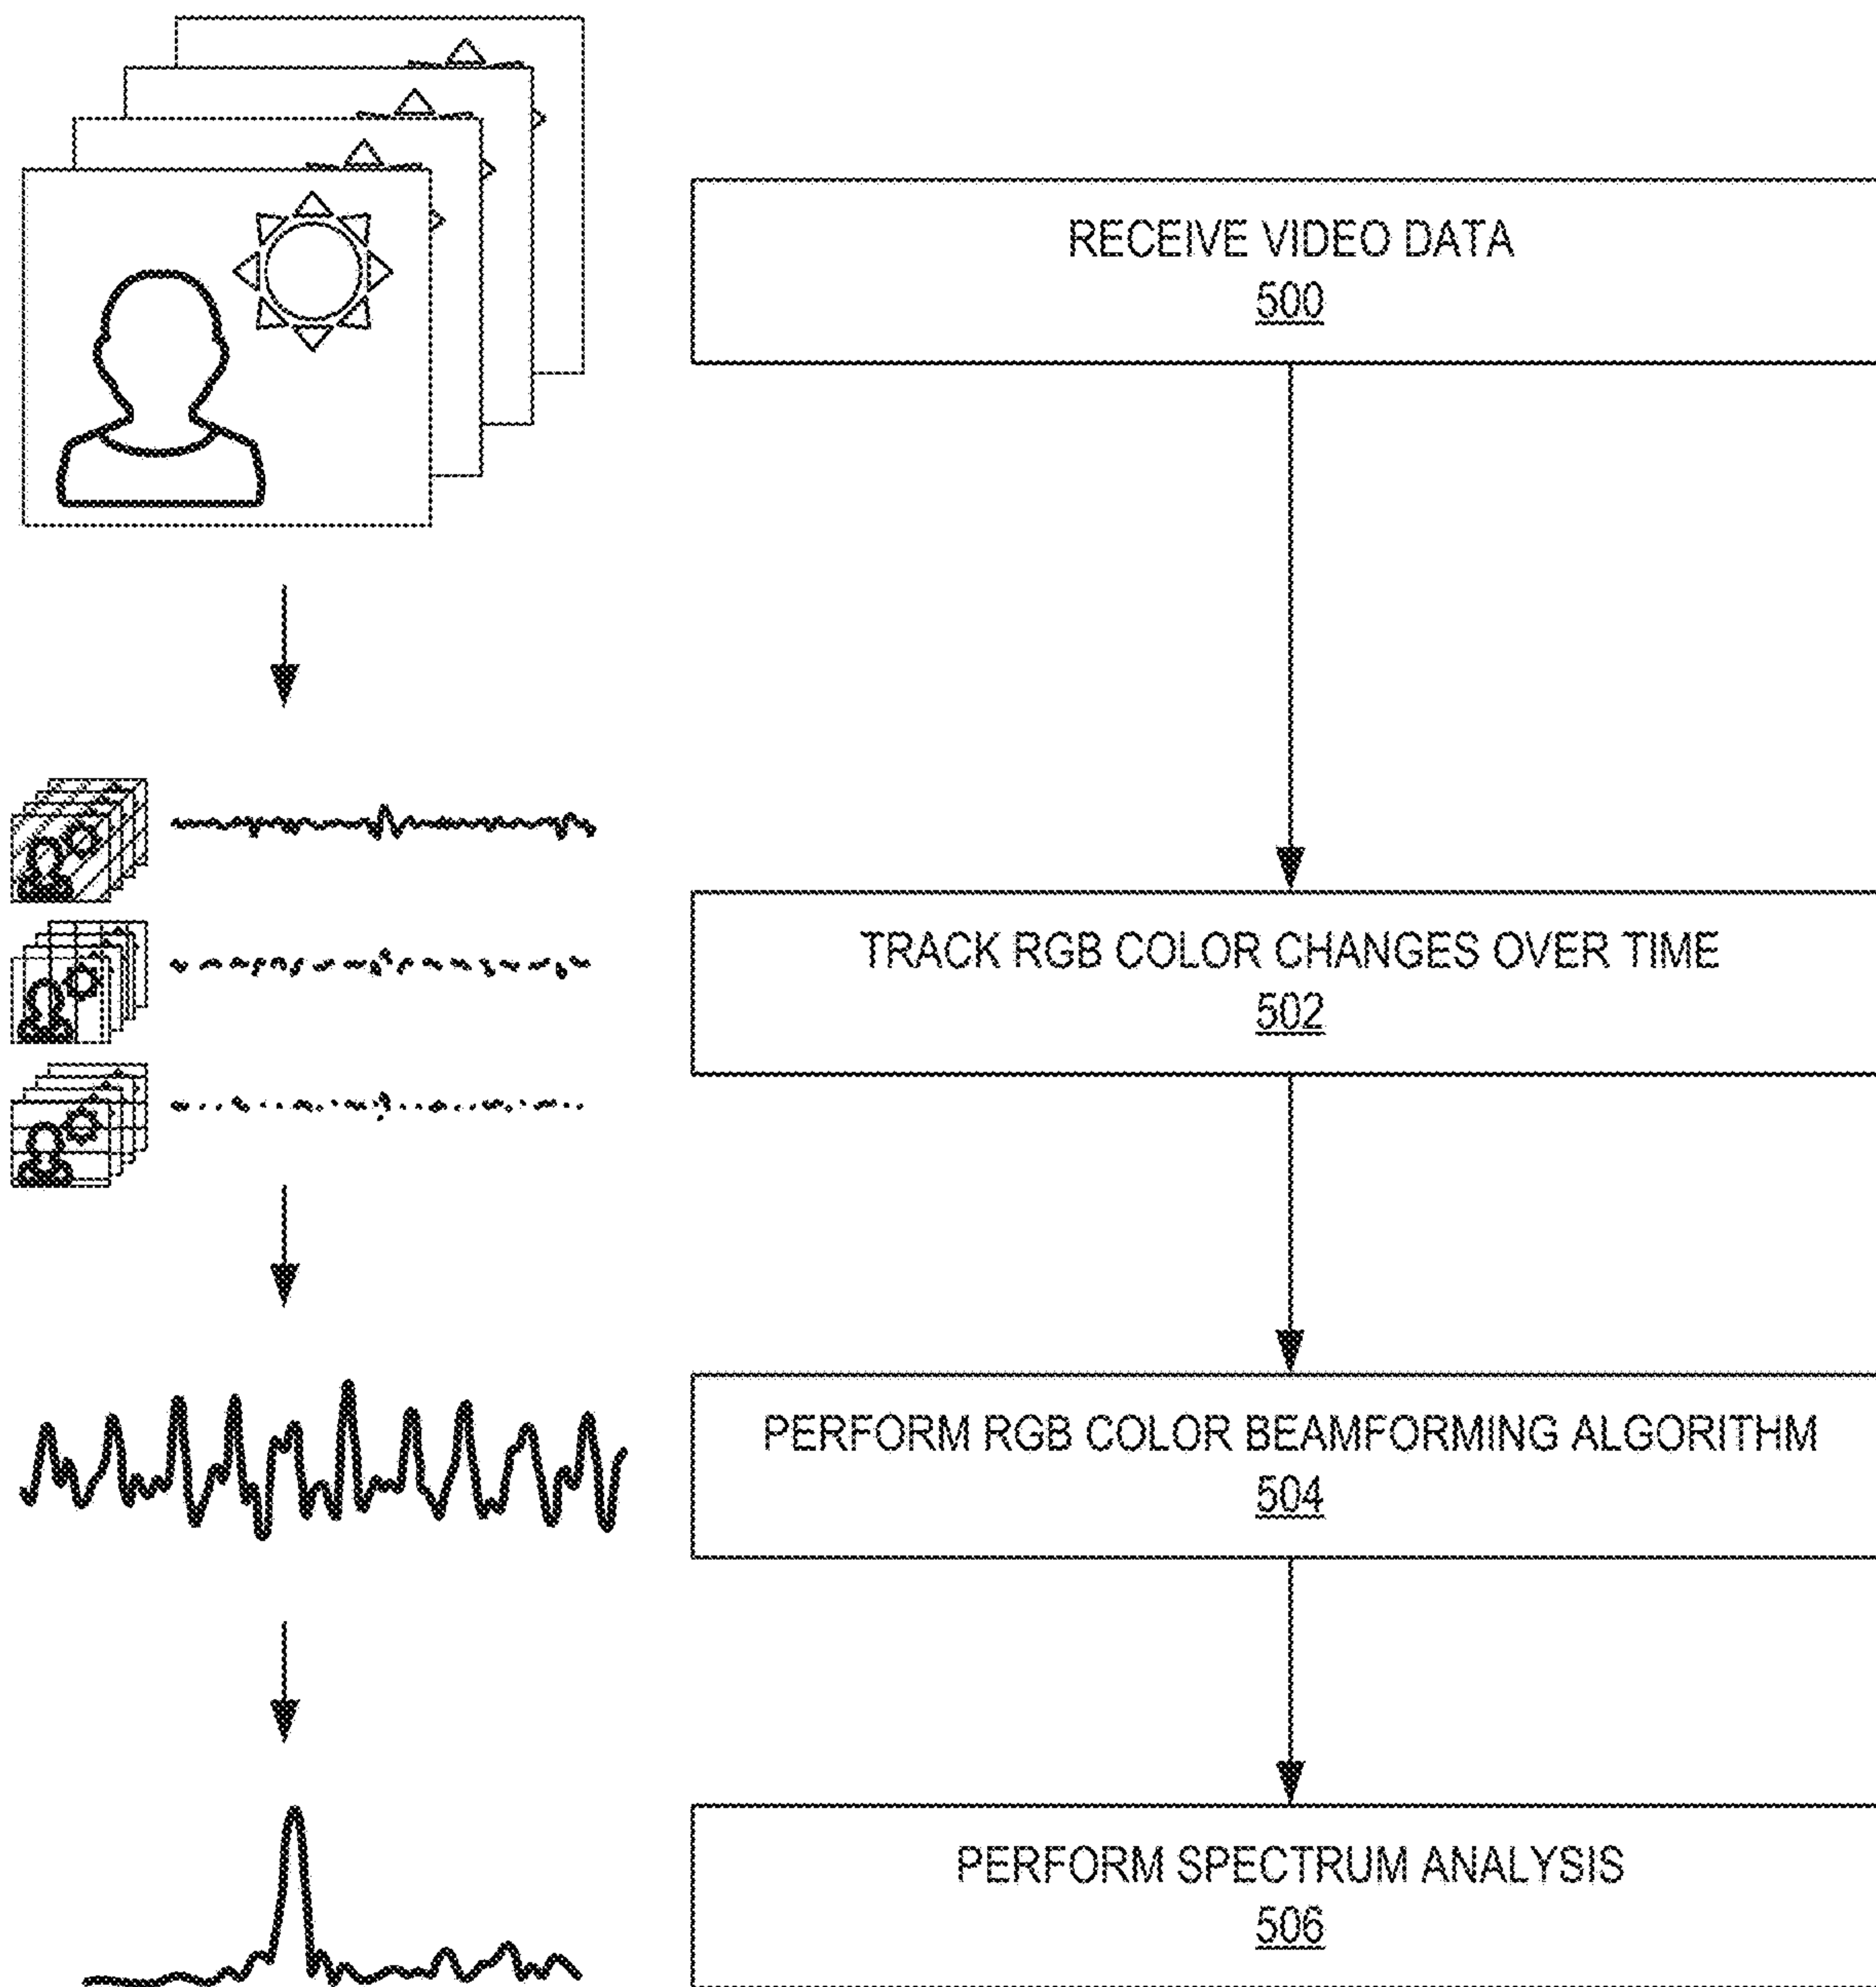 RECEIVE VIDEO DATA
500
TRACK RGB COLOR CHANGES OVER TIME
502
PERFORM RGB COLOR BEAMFORMING ALGORITHM
504
PERFORM SPECTRUM ANALYSIS
506